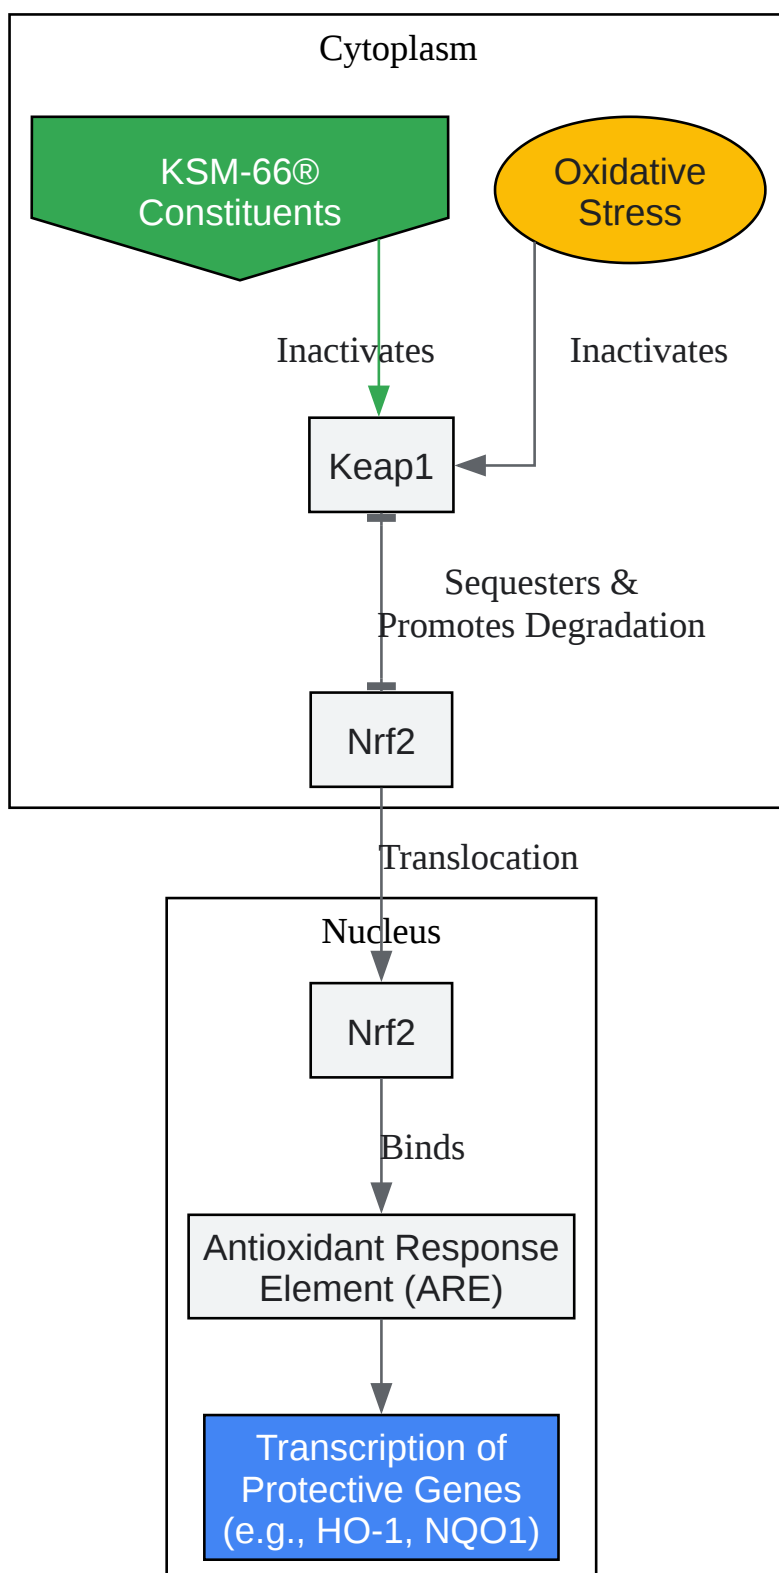 Cytoplasm
KSM-66®
Constituents
Oxidative
Stress
Inactivates
Inactivates
Keap1
Sequesters &
Promotes Degradation
Nrf2
Translocation
Nucleus
Nrf2
Binds
Antioxidant Response
Element (ARE)
Transcription of
Protective Genes
(e.g., HO-1, NQO1)